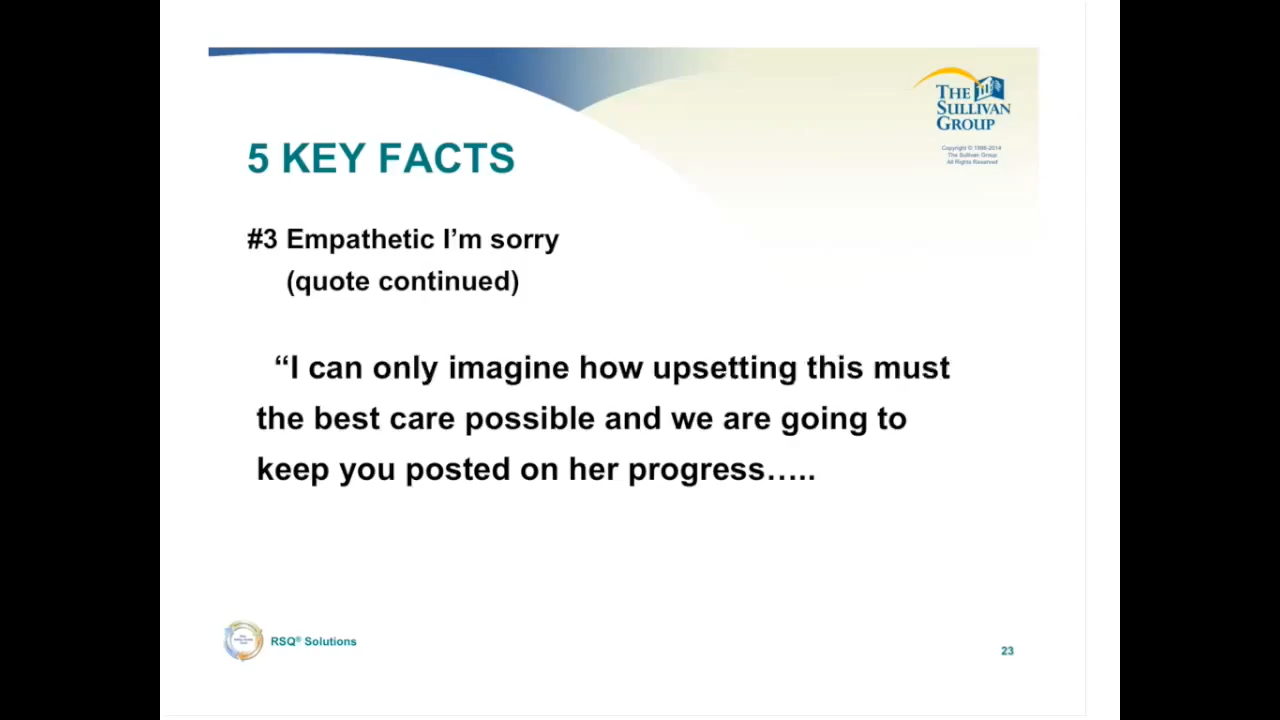 THE
SULLIVAN
GROUP
Copyright © 1998-2014
The Sullivan Group
All Rights Reserved
5 KEY FACTS
#3 Empathetic I’m sorry
(quote continued)
“I can only imagine how upsetting this must
the best care possible and we are going to
keep you posted on her progress…..
RSQ® Solutions
23